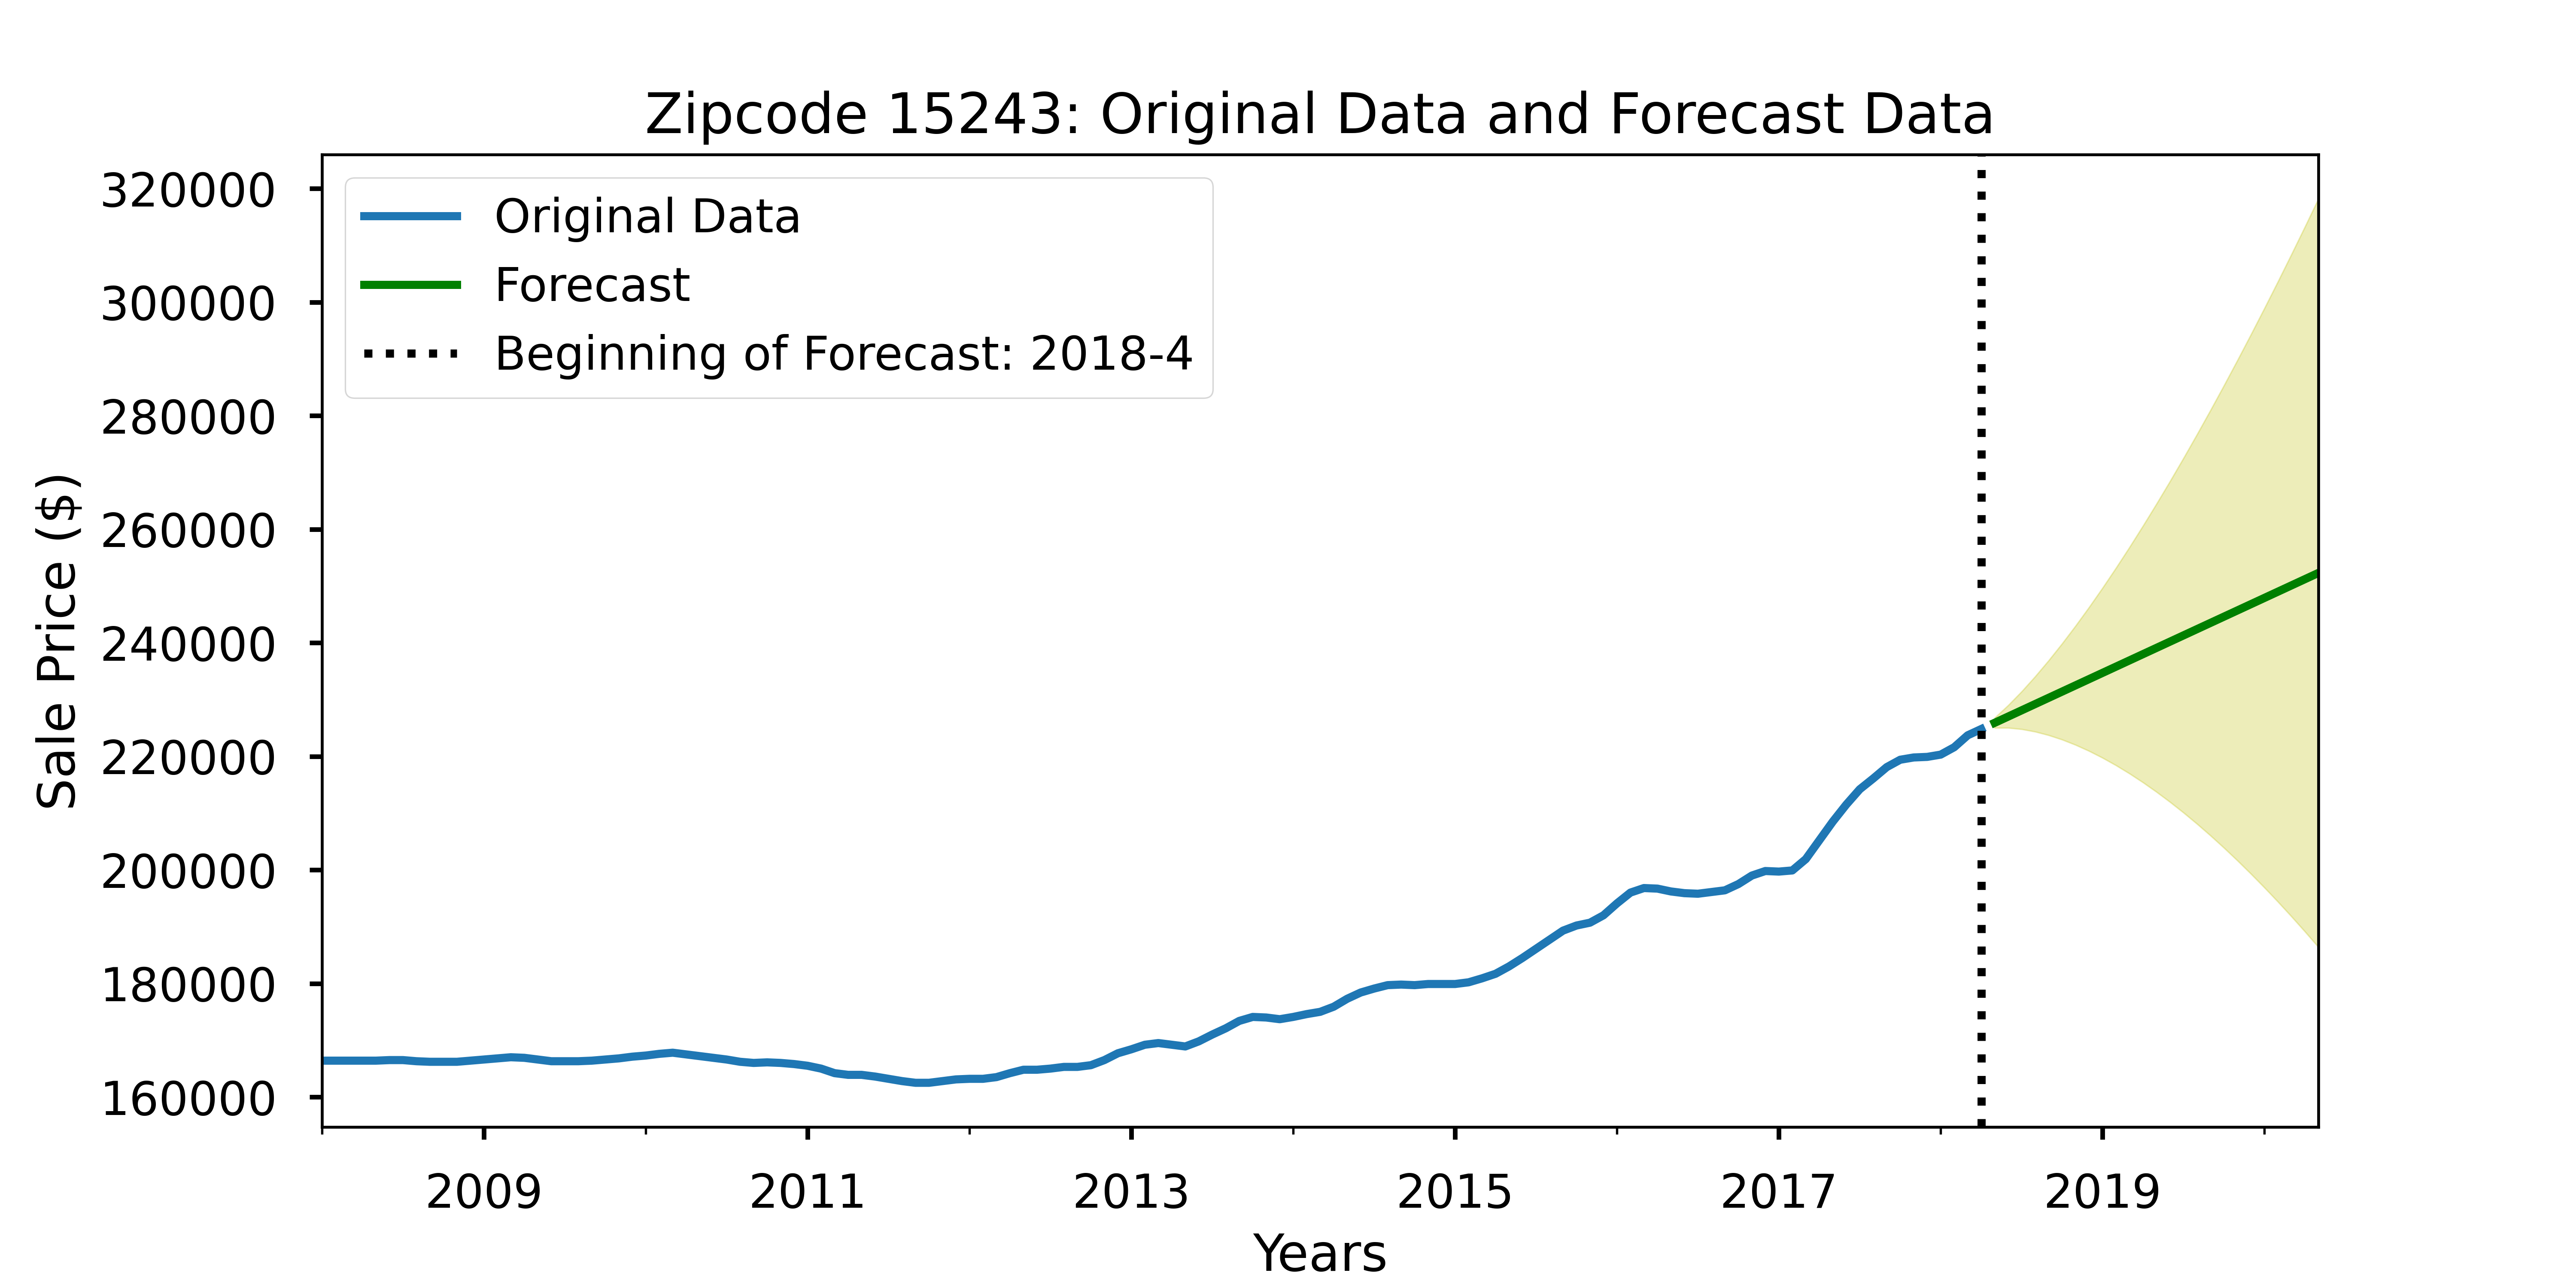 Zipcode 15243: Original Data and Forecast Data
Original Data
Forecast
Beginning of Forecast: 2018-4
Sale Price ($)
320000
300000
280000
260000
240000
220000
200000
180000
160000
2009 2011 2013 2015 2017 2019
Years